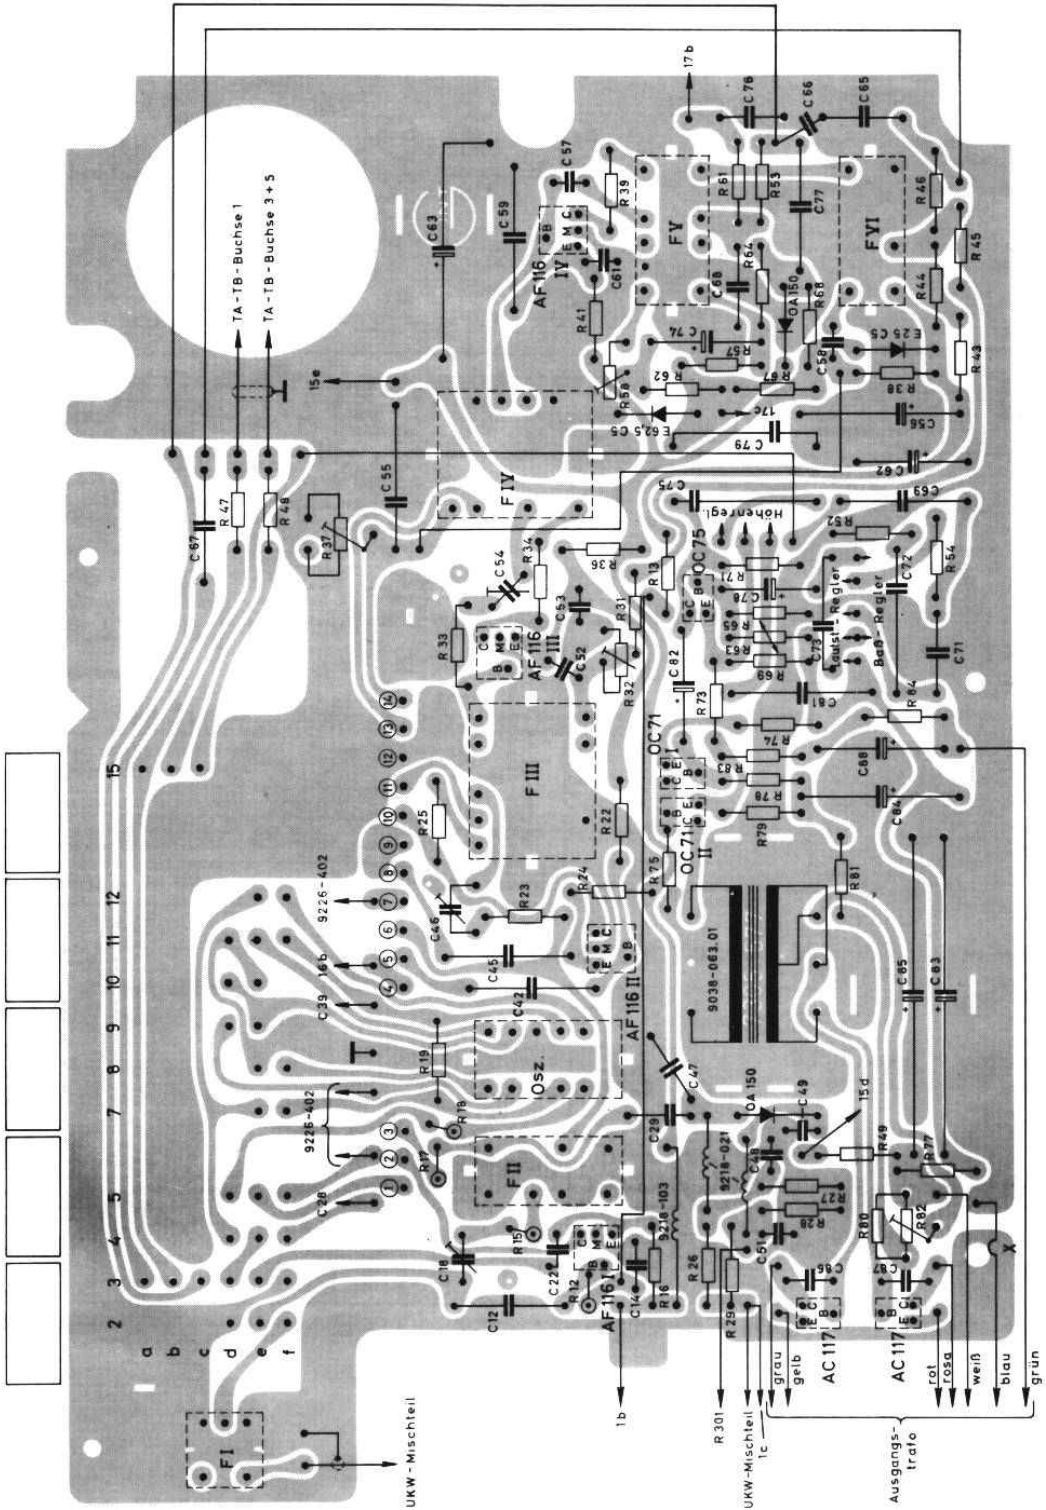 17b
C 76
C 66
C 65
C 57
C 63
C 59
R 39
R 61
R 53
C 77
R 46
R 45
R 44
R 43
FV
FVI
AF 116
IV
B
E M C
C 61
R 41
R 64
C 68
OA 150
R 68
C 74
R 57
C 58
E 25 C5
R 38
R 62
R 67
R 58
E 62,5 C5
17c
C 79
C 56
C 62
TA-TB-Buchse 1
TA-TB-Buchse 3+5
15e
C 55
F IV
C 67
R 47
R 48
R 37
C 75
C 69
Höhenregl.
R 52
R 71
C 78
R 65
R 63
R 69
C 73
Lautst-Regler
Baß-Regler
C 72
R 54
C 71
C 54
R 34
R 36
R 13
OC 75
C B E
R 33
C B M E
AF 116
III
C 53
C 52
R 31
R 32
C 82
R 73
C 81
R 84
R 74
R 83
R 78
R 79
C 68
C 84
OC 71
I
C E B
OC 71
II
B C E
F III
R 22
R 25
R 75
R 24
R 23
C 46
C 45
C 42
E M C
B
AF 116 II
9038-063.01
R 81
C 85
C 83
15
12
11
10
9
8
7
5
4
3
2
a
b
c
d
e
f
14
13
12
11
10
9
8
7
6
5
4
3
2
1
9226-402
16b
C 39
9226-402
C 28
R 19
R 18
R 17
Osz.
F II
C 47
C 29
OA 150
C 49
C 48
15d
R 49
R 77
9218-021
9218-103
R 27
R 28
C 51
R 80
R 82
R 15
C 18
C 22
R 12
C 12
C M E
B
AF 116 I
C 14
R 16
R 26
R 29
C 86
C 87
E C
B
AC 117
B
E C
AC 117
X
F I
UKW-Mischteil
1b
R 301
UKW-Mischteil
1c
grau
gelb
rot
rosa
weiß
blau
grün
Ausgangs-
trafo